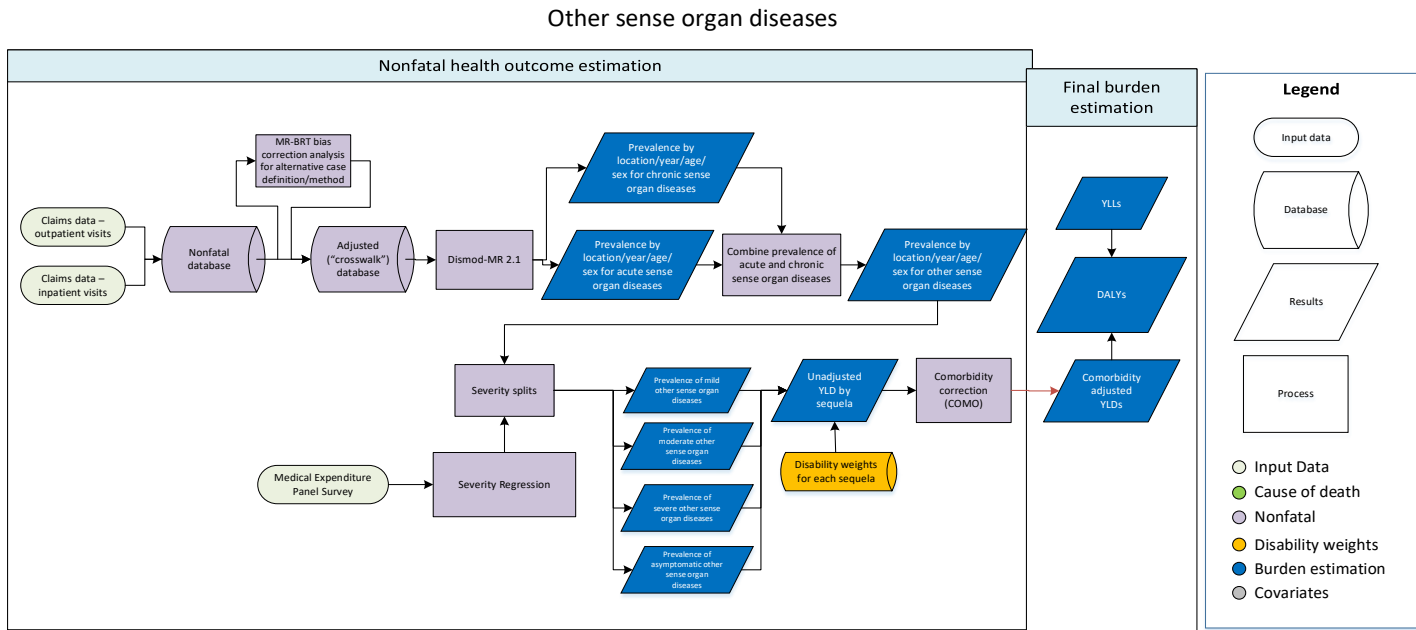 Other sense organ diseases
Nonfatal health outcome estimation
Final burden
estimation
Legend
Input data
Database
Results
Process
Input Data
Cause of death
Nonfatal
Disability weights
Burden estimation
Covariates
MR-BRT bias
correction analysis
for alternative case
definition/method
Claims data –
outpatient visits
Claims data –
inpatient visits
Nonfatal
database
Adjusted
(“crosswalk”)
database
Dismod-MR 2.1
Prevalence by
location/year/age/
sex for chronic sense
organ diseases
Prevalence by
location/year/age/
sex for acute sense
organ diseases
Combine prevalence of
acute and chronic
sense organ diseases
Prevalence by
location/year/age/
sex for other sense
organ diseases
YLLs
DALYs
Severity splits
Medical Expenditure
Panel Survey
Severity Regression
Prevalence of mild
other sense organ
diseases
Prevalence of
moderate other
sense organ
diseases
Prevalence of
severe other sense
organ diseases
Prevalence of
asymptomatic other
sense organ
diseases
Unadjusted
YLD by
sequela
Disability weights
for each sequela
Comorbidity
correction
(COMO)
Comorbidity
adjusted
YLDs